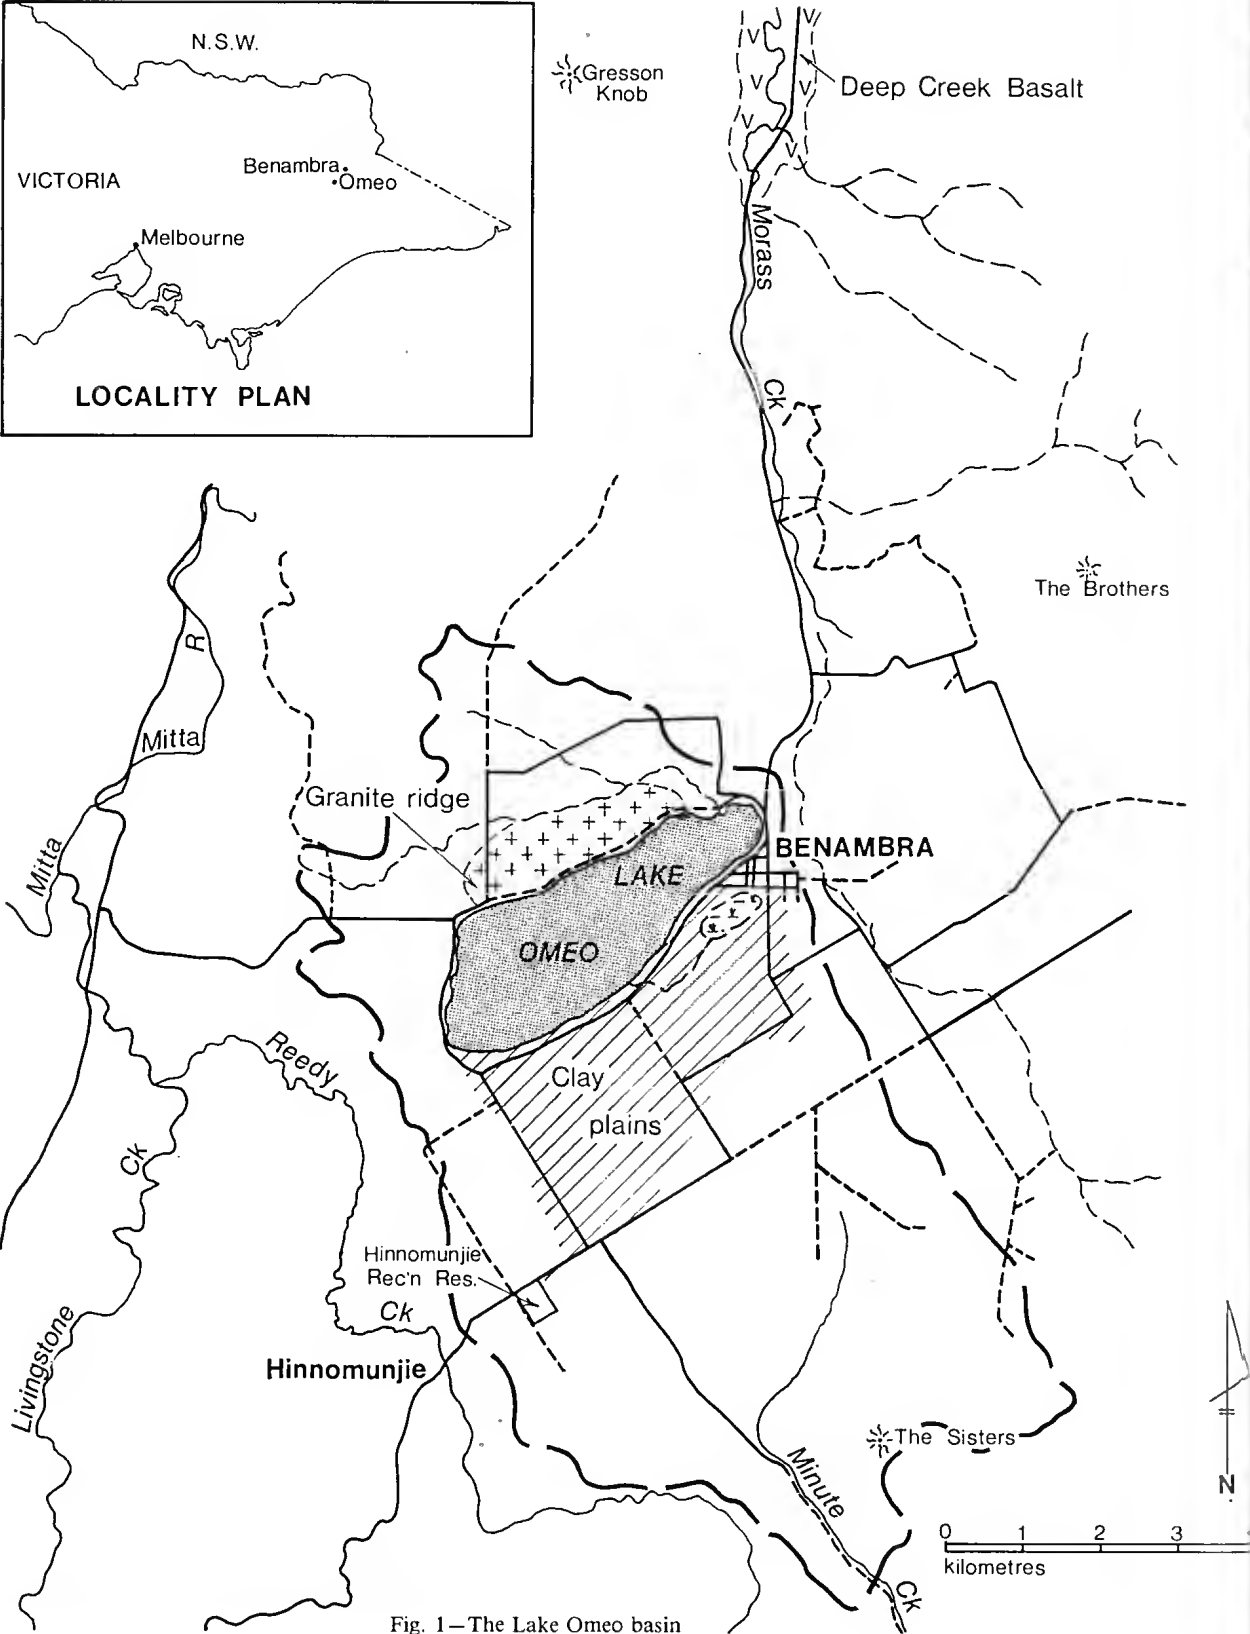 N.S.W.
Benambra
Omeo
VICTORIA
Melbourne
LOCALITY PLAN
Gresson
Knob
V V
V V
V
V
Deep Creek Basalt
Morass
Ck
The Brothers
R
Mitta
Mitta
Granite ridge
LAKE
OMEO
BENAMBRA
Reedy
Ck
Clay
plains
Ck
Livingstone
Hinnomunjie
Rec'n Res.
Hinnomunjie
The Sisters
Minute
Ck
N
0 1 2 3
kilometres
Fig. 1—The Lake Omeo basin